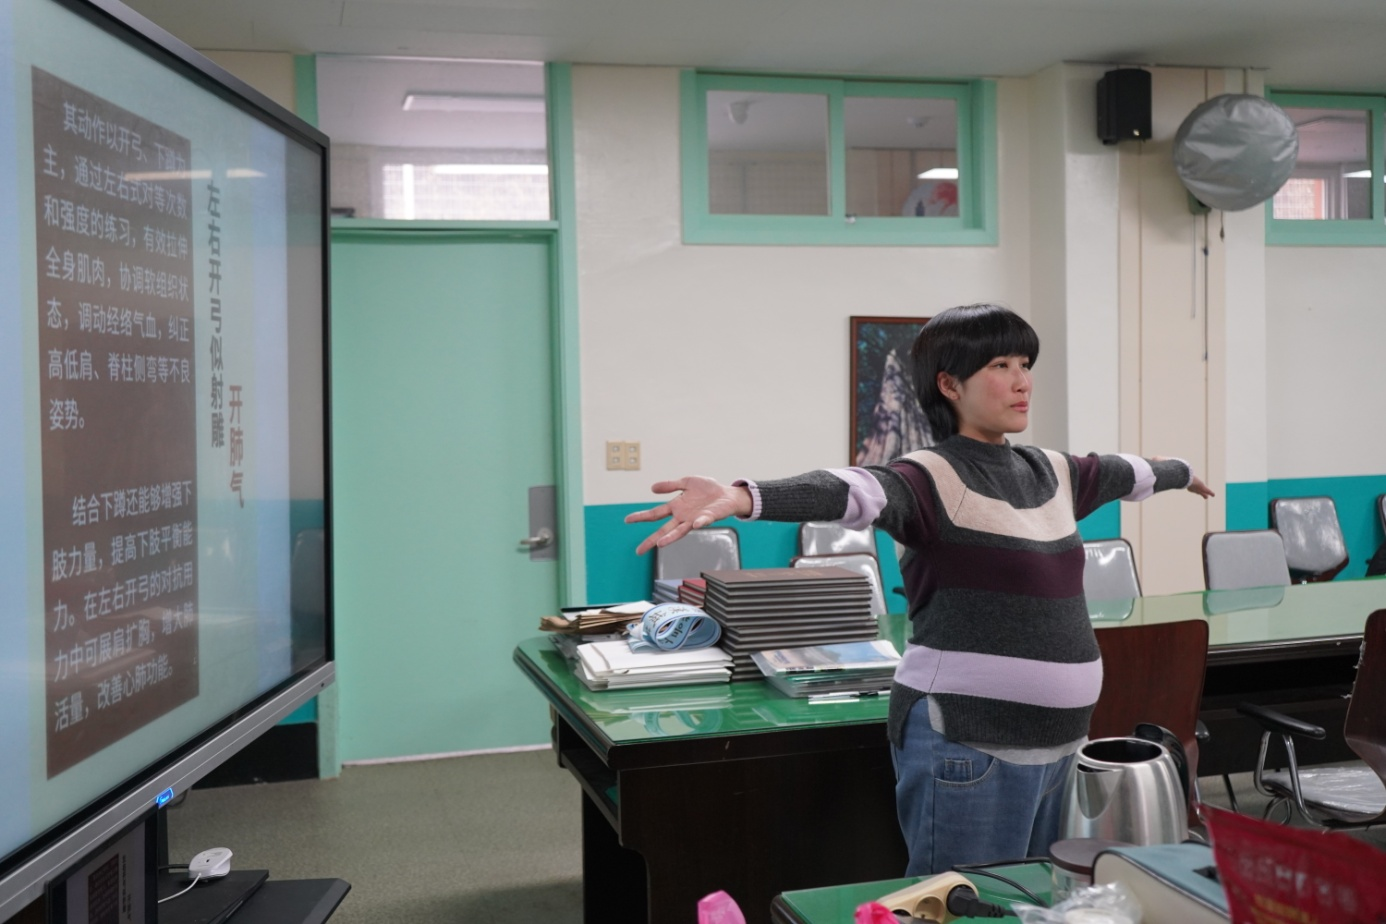 其动作以开弓、下蹲为
主，通过左右式对等次数
和强度的练习，有效拉伸
全身肌肉，协调软组织状
态，调动经络气血，纠正
高低肩、脊柱侧弯等不良
姿势。
结合下蹲还能够增强下
肢力量，提高下肢平衡能
力。在左右开弓的对抗用
力中可展肩扩胸，增大肺
活量，改善心肺功能。
左右开弓似射雕
开肺气